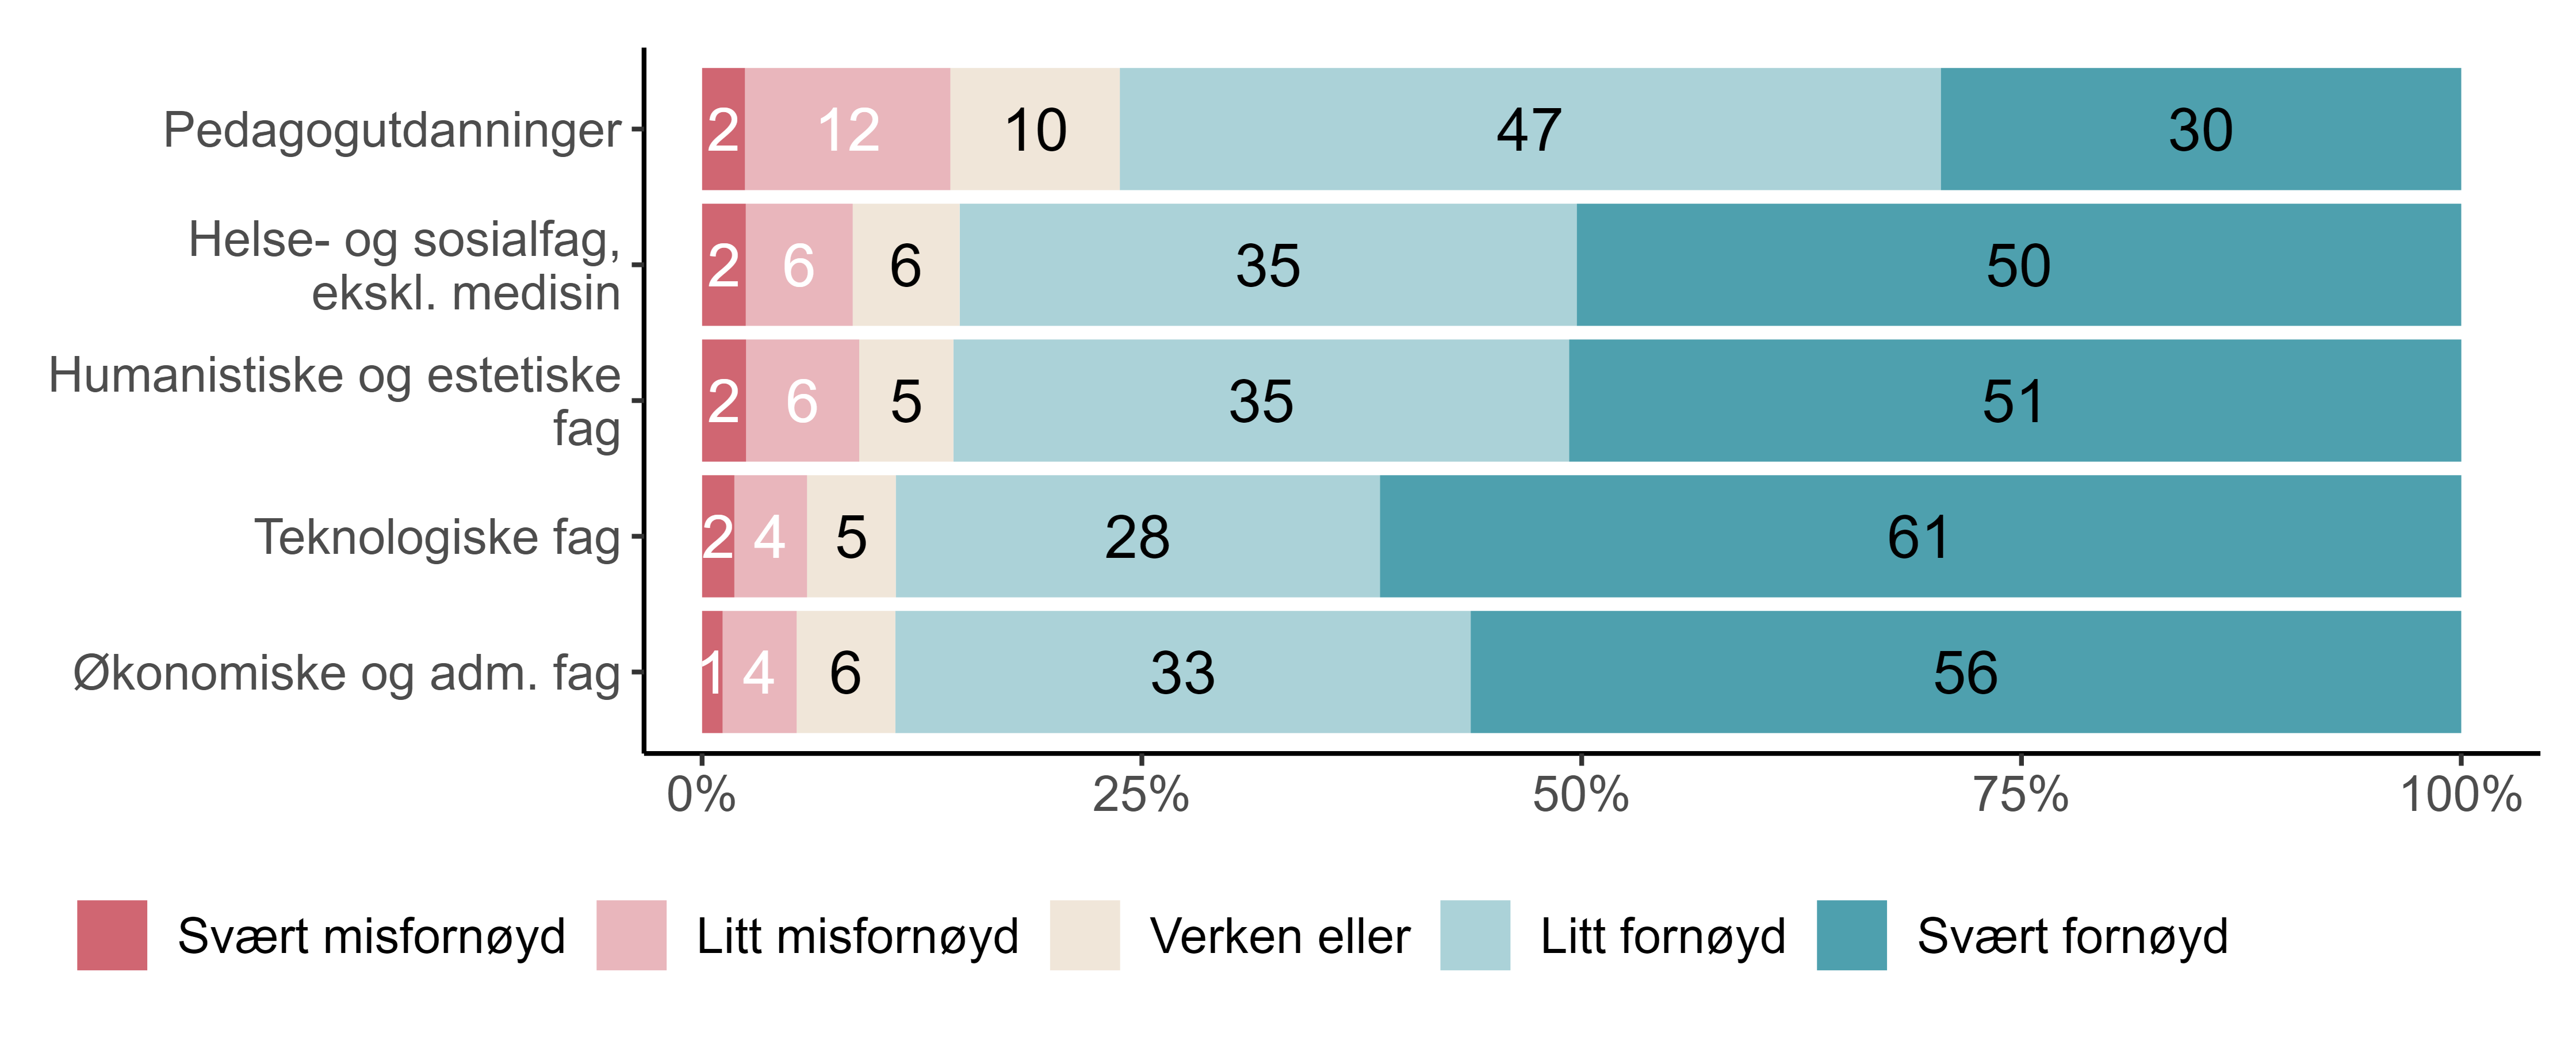 Pedagogutdanninger
2 12 10 47 30
Helse- og sosialfag,
ekskl. medisin
2 6 6 35 50
Humanistiske og estetiske
fag
2 6 5 35 51
Teknologiske fag
2 4 5 28 61
Økonomiske og adm. fag
1 4 6 33 56
0% 25% 50% 75% 100%
Svært misfornøyd Litt misfornøyd Verken eller Litt fornøyd Svært fornøyd